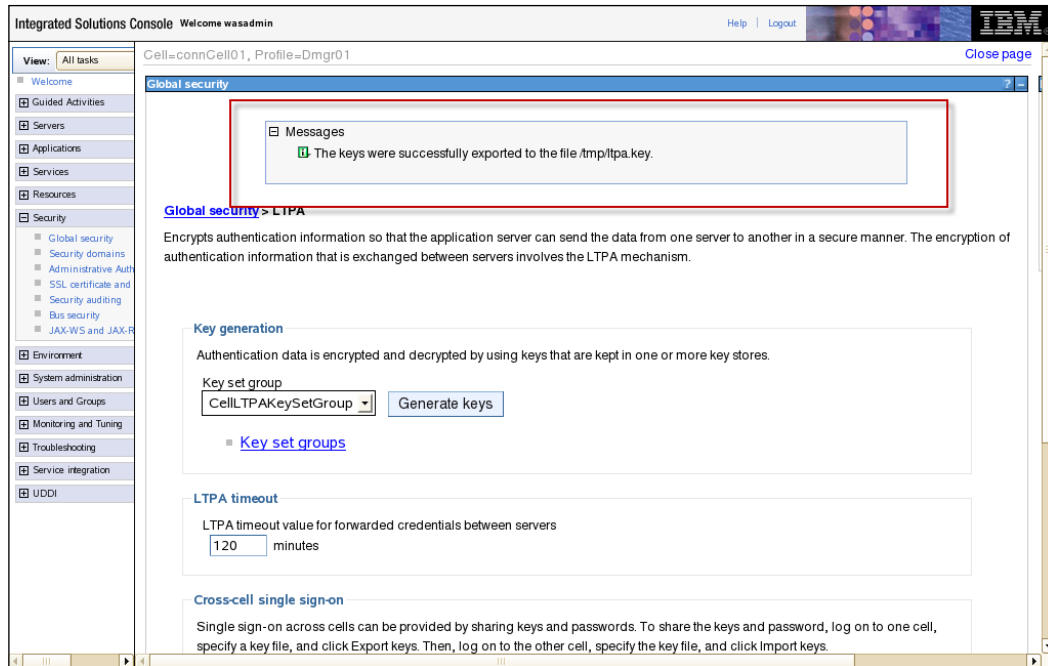 Integrated Solutions Console Welcome wasadmin
Help | Logout
IBM.
View: All tasks
Cell=connCell01, Profile=Dmgr01
Close page
Welcome
Guided Activities
Servers
Applications
Services
Resources
Security
Global security
Security domains
Administrative Auth
SSL certificate and
Security auditing
Bus security
JAX-WS and JAX-R
Environment
System administration
Users and Groups
Monitoring and Tuning
Troubleshooting
Service integration
UDDI
Global security
Messages
The keys were successfully exported to the file /tmp/ltpa.key.
Global security > LTPA
Encrypts authentication information so that the application server can send the data from one server to another in a secure manner. The encryption of
authentication information that is exchanged between servers involves the LTPA mechanism.
Key generation
Authentication data is encrypted and decrypted by using keys that are kept in one or more key stores.
Key set group
CellLTPAKeySetGroup Generate keys
Key set groups
LTPA timeout
LTPA timeout value for forwarded credentials between servers
120 minutes
Cross-cell single sign-on
Single sign-on across cells can be provided by sharing keys and passwords. To share the keys and password, log on to one cell,
specify a key file, and click Export keys. Then, log on to the other cell, specify the key file, and click Import keys.